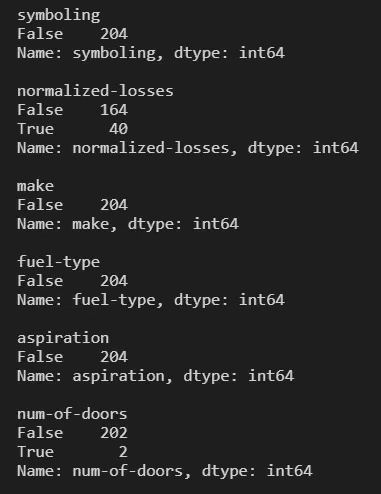 symboling
False    204
Name: symboling, dtype: int64

normalized-losses
False    164
True      40
Name: normalized-losses, dtype: int64

make
False    204
Name: make, dtype: int64

fuel-type
False    204
Name: fuel-type, dtype: int64

aspiration
False    204
Name: aspiration, dtype: int64

num-of-doors
False    202
True       2
Name: num-of-doors, dtype: int64